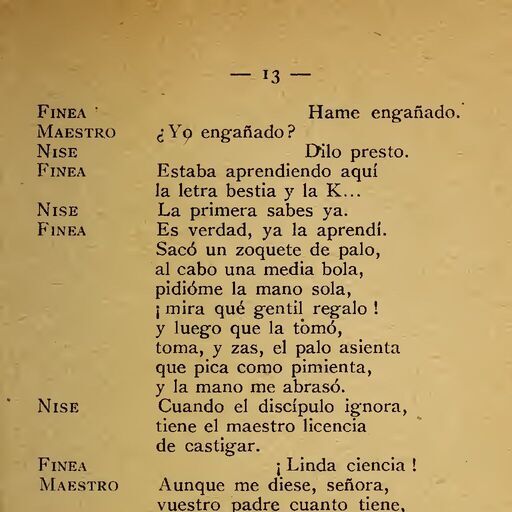 — 13 —
FINEA Hame engañado.
MAESTRO ¿Yo engañado?
NISE Dilo presto.
FINEA Estaba aprendiendo aquí
la letra bestia y la K...
NISE La primera sabes ya.
FINEA Es verdad, ya la aprendí.
Sacó un zoquete de palo,
al cabo una media bola,
pidióme la mano sola,
¡mira qué gentil regalo!
y luego que la tomó,
toma, y zas, el palo asienta
que pica como pimienta,
y la mano me abrasó.
NISE Cuando el discípulo ignora,
tiene el maestro licencia
de castigar.
FINEA ¡Linda ciencia!
MAESTRO Aunque me diese, señora,
vuestro padre cuanto tiene,